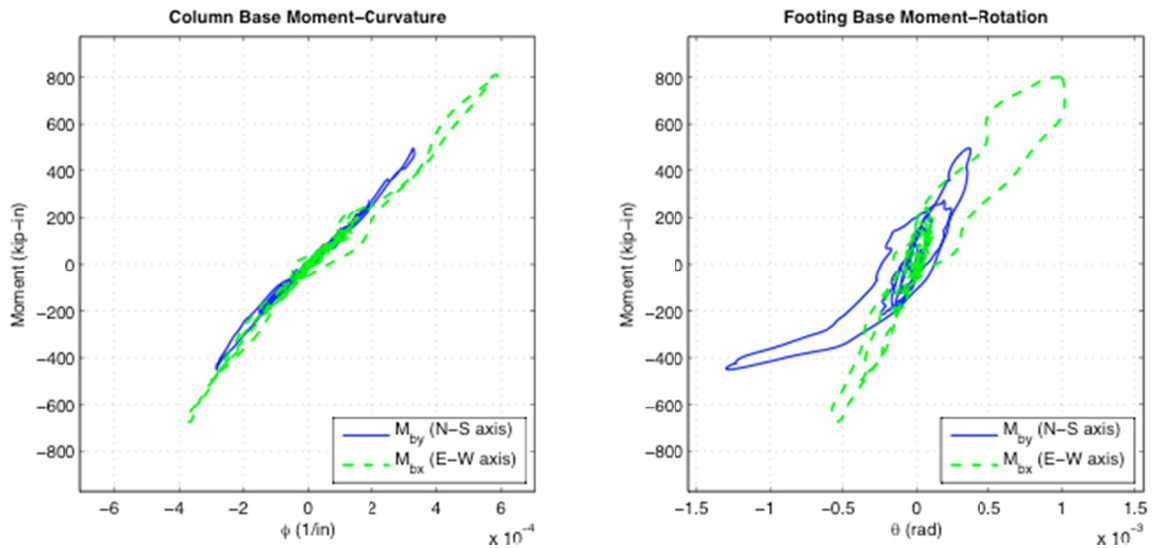 Column Base Moment−Curvature
Moment (kip−in)
800
600
400
200
0
−200
−400
−600
−800
−6
−4
−2
0
2
4
6
φ (1/in)
x 10⁻⁴
M_by (N−S axis)
M_bx (E−W axis)
Footing Base Moment−Rotation
Moment (kip−in)
800
600
400
200
0
−200
−400
−600
−800
−1.5
−1
−0.5
0
0.5
1
1.5
θ (rad)
x 10⁻³
M_by (N−S axis)
M_bx (E−W axis)